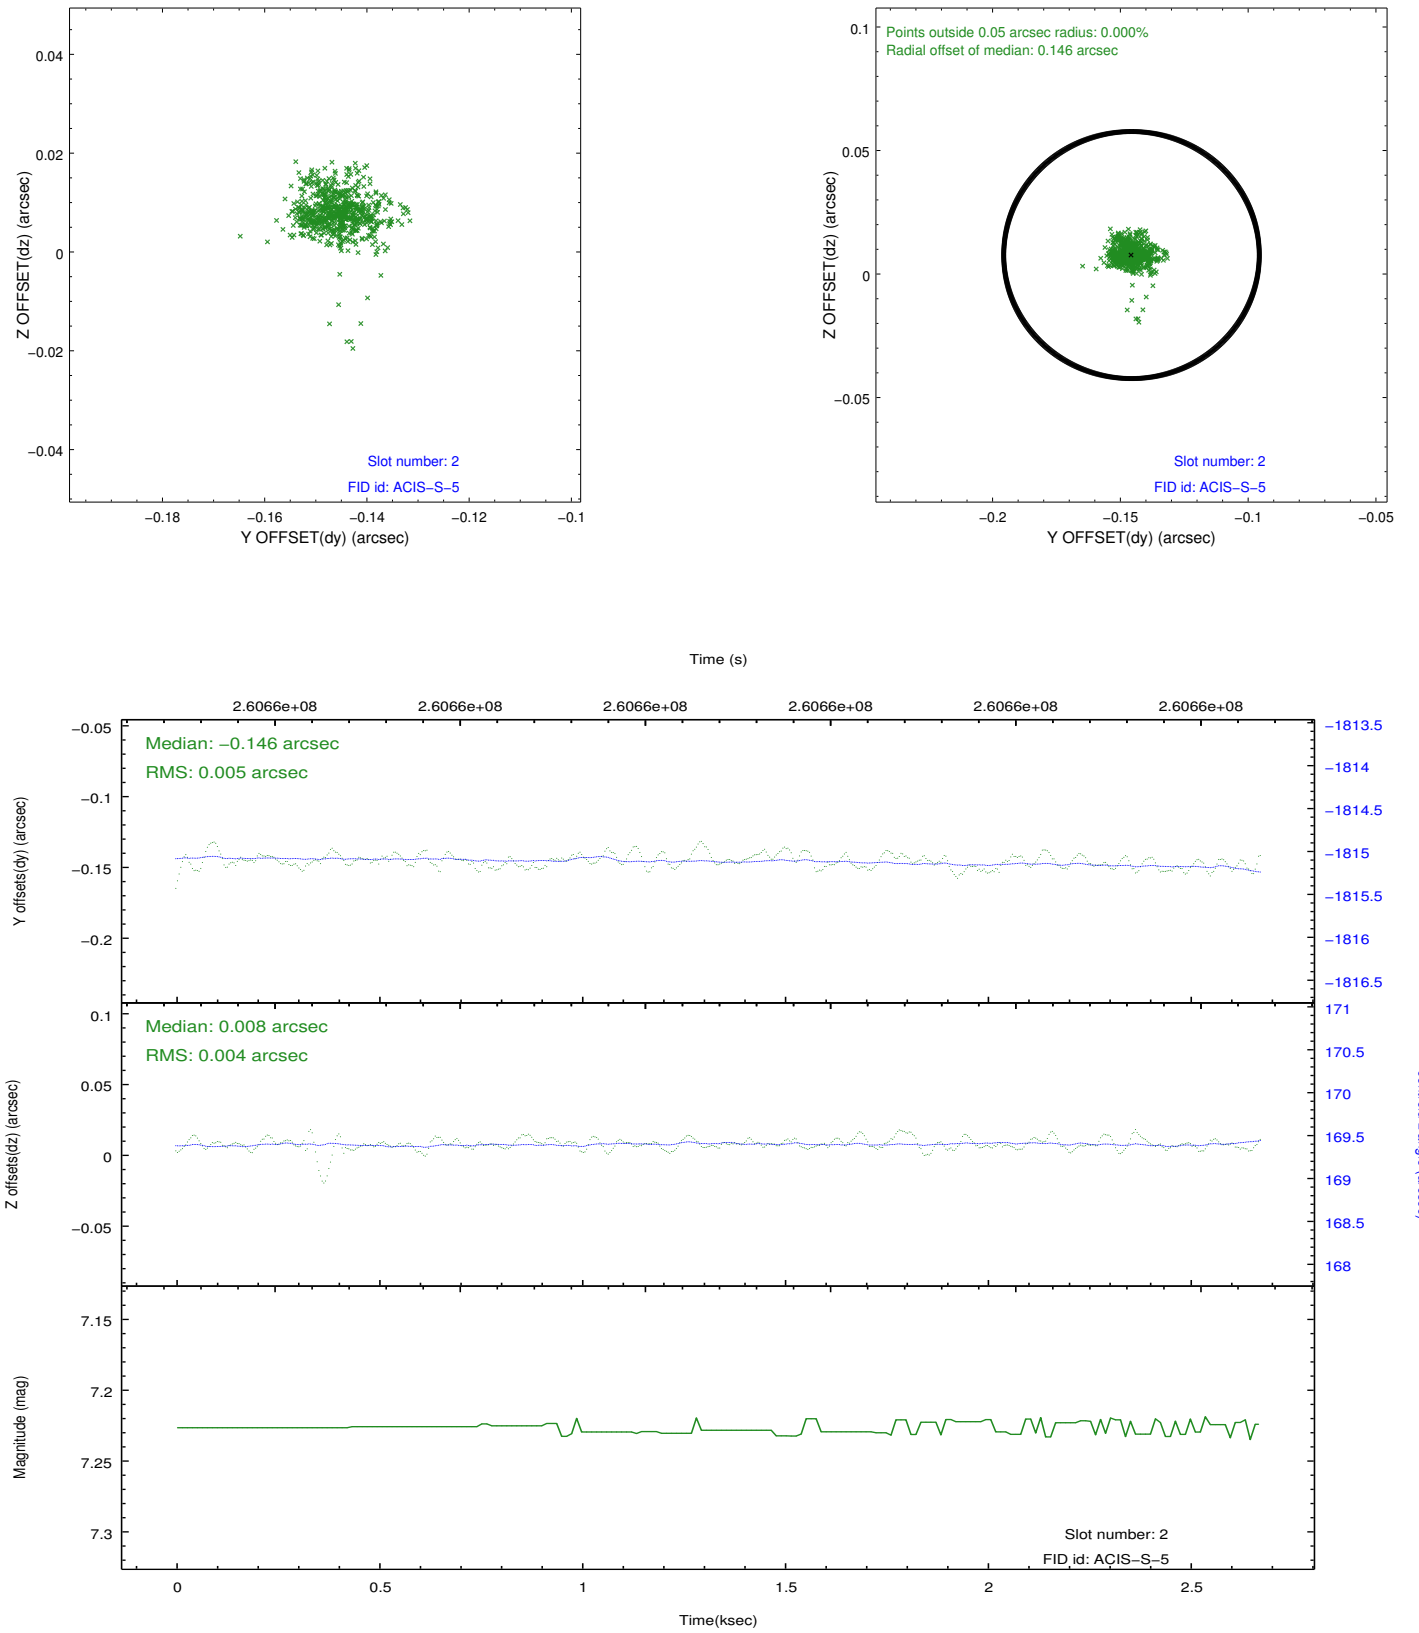 0.04
0.02
0
−0.02
−0.04
Z OFFSET(dz) (arcsec)
Slot number: 2
FID id: ACIS−S−5
−0.18
−0.16
−0.14
−0.12
−0.1
Y OFFSET(dy) (arcsec)
Points outside 0.05 arcsec radius: 0.000%
Radial offset of median: 0.146 arcsec
0.1
0.05
0
−0.05
Z OFFSET(dz) (arcsec)
Slot number: 2
FID id: ACIS−S−5
−0.2
−0.15
−0.1
−0.05
Y OFFSET(dy) (arcsec)
Time (s)
2.6066e+08 2.6066e+08 2.6066e+08 2.6066e+08 2.6066e+08 2.6066e+08
Median: −0.146 arcsec
RMS: 0.005 arcsec
−0.05
−0.1
−0.15
−0.2
Y offsets(dy) (arcsec)
−1813.5
−1814
−1814.5
−1815
−1815.5
−1816
−1816.5
Median: 0.008 arcsec
RMS: 0.004 arcsec
0.1
0.05
0
−0.05
Z offsets(dz) (arcsec)
171
170.5
170
169.5
169
168.5
168
7.15
7.2
7.25
7.3
Magnitude (mag)
Slot number: 2
FID id: ACIS−S−5
0
0.5
1
1.5
2
2.5
Time(ksec)